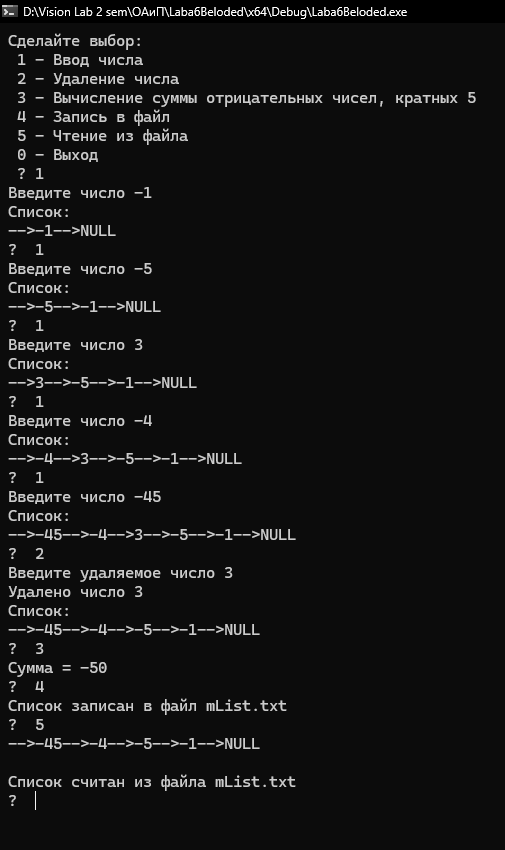 D:\Vision Lab 2 sem\ОАиП\Laba6Beloded\x64\Debug\Laba6Beloded.exe
Сделайте выбор:
1 - Ввод числа
2 - Удаление числа
3 - Вычисление суммы отрицательных чисел, кратных 5
4 - Запись в файл
5 - Чтение из файла
0 - Выход
? 1
Введите число -1
Список:
-->-1-->NULL
?  1
Введите число -5
Список:
-->-5-->-1-->NULL
?  1
Введите число 3
Список:
-->3-->-5-->-1-->NULL
?  1
Введите число -4
Список:
-->-4-->3-->-5-->-1-->NULL
?  1
Введите число -45
Список:
-->-45-->-4-->3-->-5-->-1-->NULL
?  2
Введите удаляемое число 3
Удалено число 3
Список:
-->-45-->-4-->-5-->-1-->NULL
?  3
Сумма = -50
?  4
Список записан в файл mList.txt
?  5
-->-45-->-4-->-5-->-1-->NULL
Список считан из файла mList.txt
?